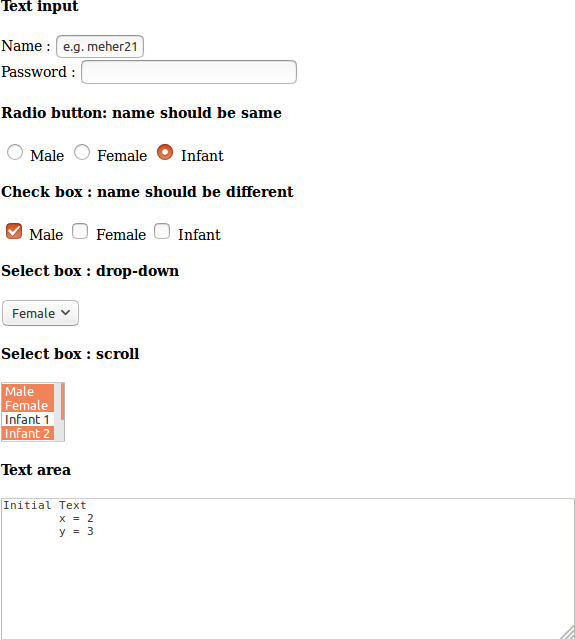 Text input
Name : e.g. meher21
Password :
Radio button: name should be same
Male Female Infant
Check box : name should be different
Male Female Infant
Select box : drop-down
Female
Select box : scroll
Male
Female
Infant 1
Infant 2
Text area
Initial Text
x = 2
y = 3